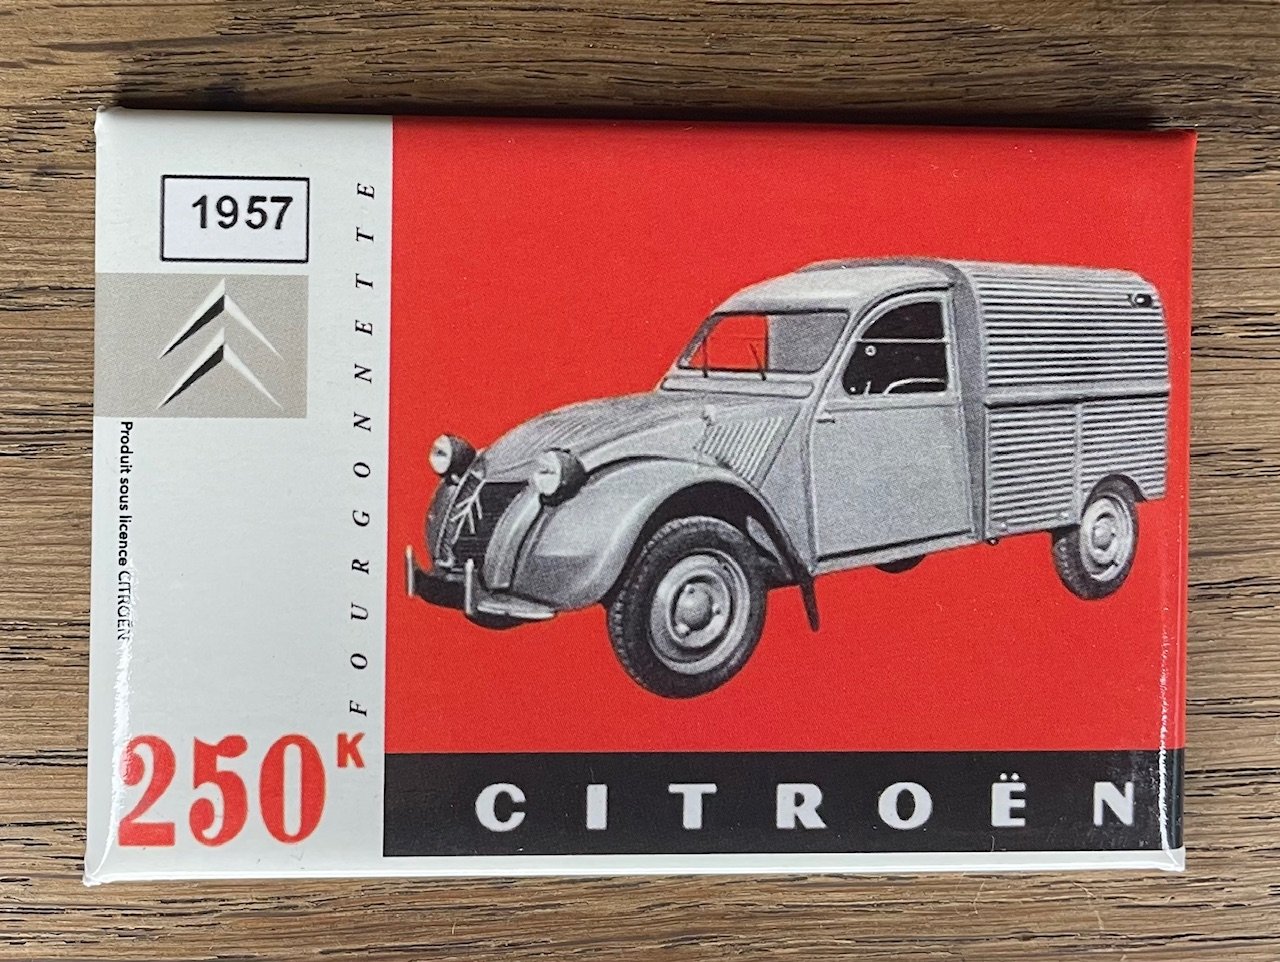 1957
FOURGONNETTE
Produit sous licence CITROËN
250K
CITROËN